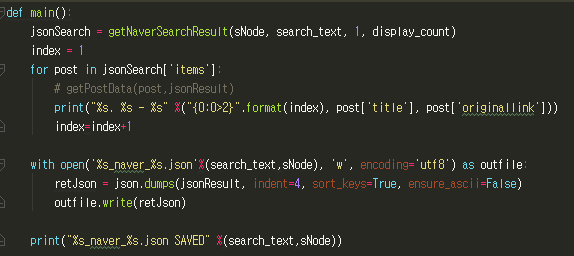 def main():
    jsonSearch = getNaverSearchResult(sNode, search_text, 1, display_count)
    index = 1
    for post in jsonSearch['items']:
        # getPostData(post,jsonResult)
        print("%s. %s - %s" %("{0:0>2}".format(index), post['title'], post['originallink']))
        index=index+1
    with open('%s_naver_%s.json'%(search_text,sNode), 'w', encoding='utf8') as outfile:
        retJson = json.dumps(jsonResult, indent=4, sort_keys=True, ensure_ascii=False)
        outfile.write(retJson)
    print("%s_naver_%s.json SAVED" %(search_text,sNode))